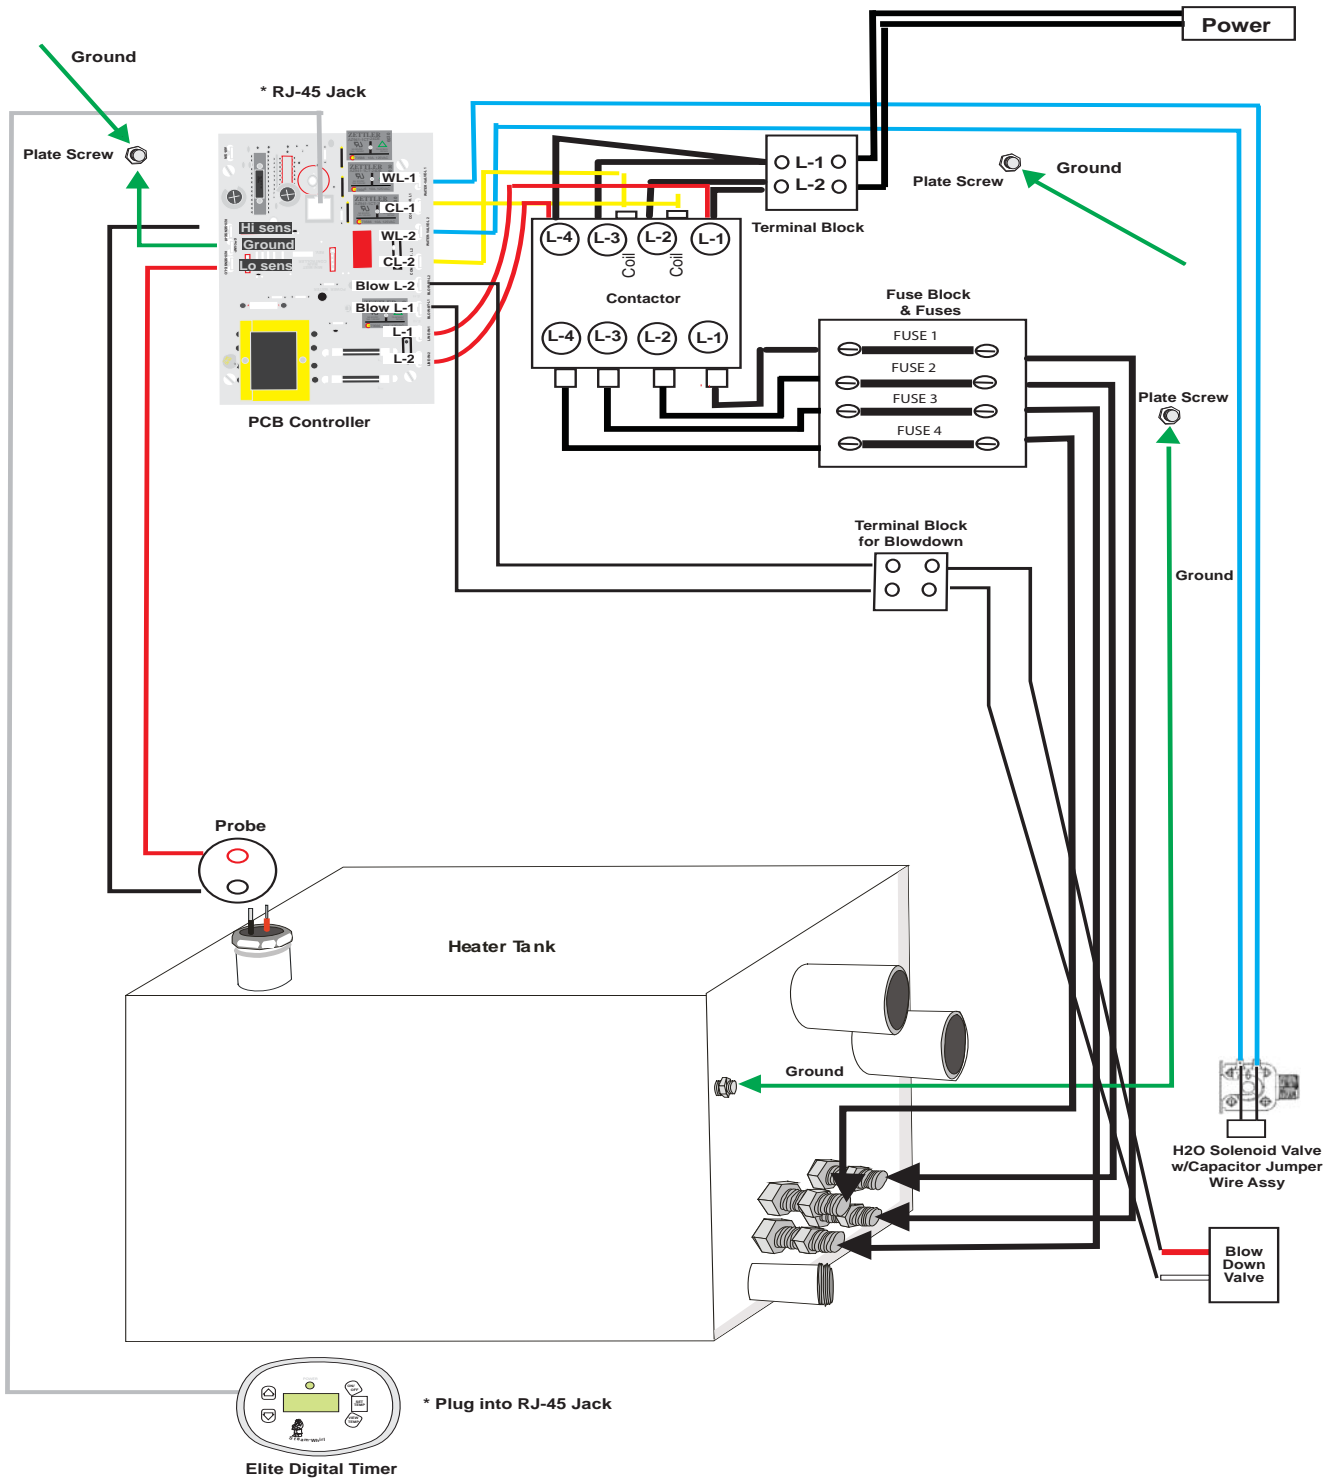 Power
Ground
* RJ-45 Jack
Plate Screw
ZETTLER
ZETTLER
ZETTLER
WL-1
CL-1
WL-2
CL-2
Blow L-2
Blow L-1
L-1
L-2
Hi sens
Ground
Lo sens
PCB Controller
L-1
L-2
Terminal Block
Plate Screw
Ground
L-4
L-3
L-2
L-1
Coil
Coil
Contactor
L-4
L-3
L-2
L-1
Fuse Block
& Fuses
FUSE 1
FUSE 2
FUSE 3
FUSE 4
Plate Screw
Ground
Terminal Block
for Blowdown
Probe
Heater Tank
Ground
H2O Solenoid Valve
w/Capacitor Jumper
Wire Assy
Blow
Down
Valve
* Plug into RJ-45 Jack
Elite Digital Timer